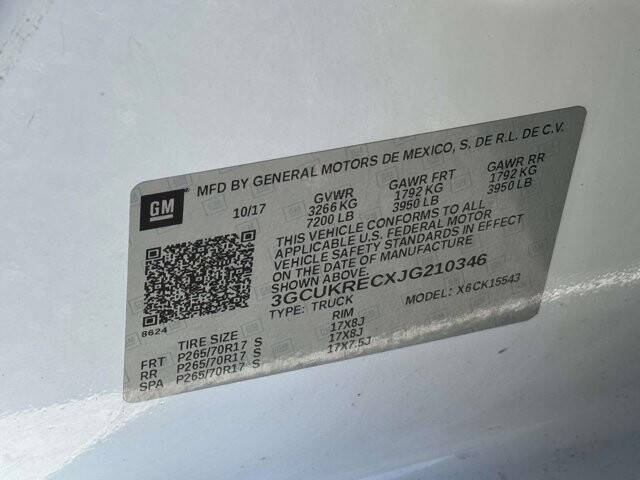 GM
MFD BY GENERAL MOTORS DE MEXICO, S. DE R.L. DE C.V.
10/17 GVWR GAWR FRT GAWR RR
3266 KG 1792 KG 1792 KG
7200 LB 3950 LB 3950 LB
THIS VEHICLE CONFORMS TO ALL
APPLICABLE U.S. FEDERAL MOTOR
VEHICLE SAFETY STANDARDS IN EFFECT
ON THE DATE OF MANUFACTURE
SHOWN ABOVE.
3GCUKRECXJG210346
TYPE: TRUCK MODEL: X6CK15543
8624
TIRE SIZE RIM
FRT P265/70R17 S 17X8J
RR P265/70R17 S 17X8J
SPA P265/70R17 S 17X7.5J